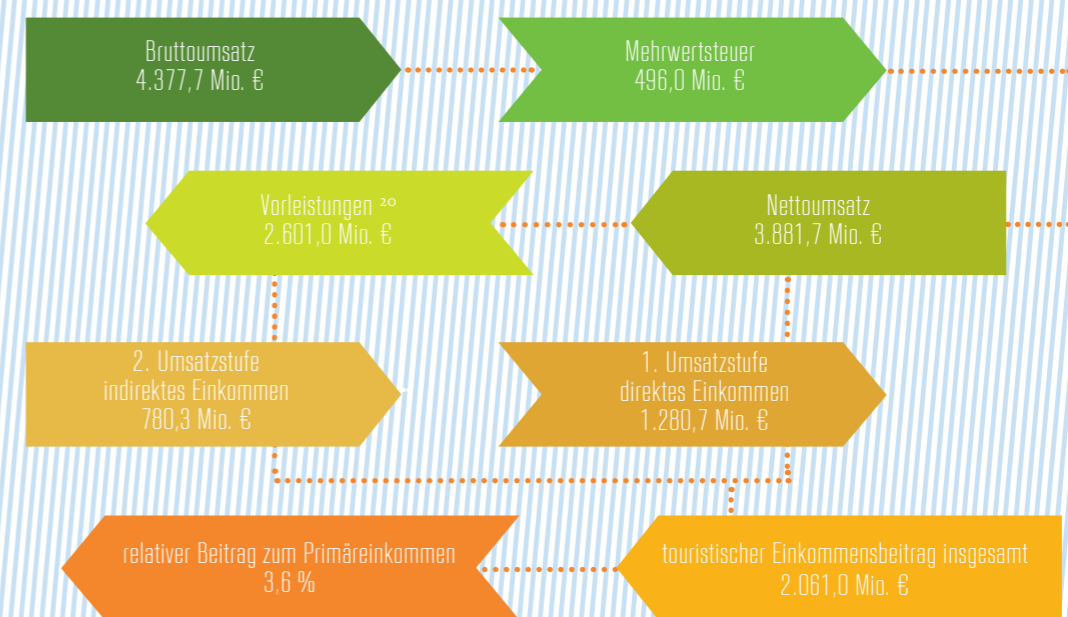 Bruttoumsatz
4.377,7 Mio. €
Mehrwertsteuer
496,0 Mio. €
Vorleistungen ²⁰
2.601,0 Mio. €
Nettoumsatz
3.881,7 Mio. €
2. Umsatzstufe
indirektes Einkommen
780,3 Mio. €
1. Umsatzstufe
direktes Einkommen
1.280,7 Mio. €
relativer Beitrag zum Primäreinkommen
3,6 %
touristischer Einkommensbeitrag insgesamt
2.061,0 Mio. €